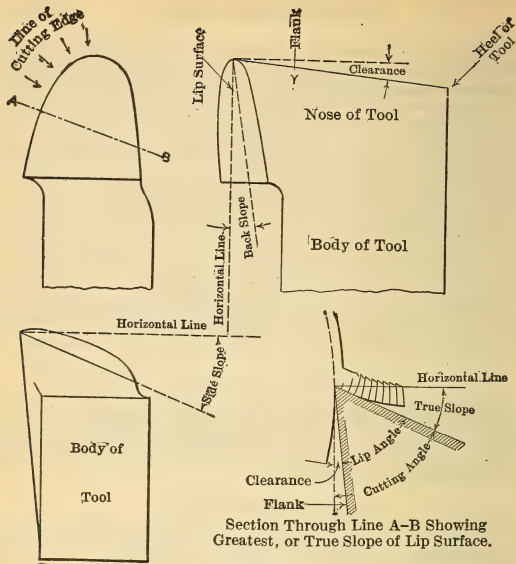 Line of
Cutting Edge
A
B
Lip Surface
Flank
Clearance
Heel of
Tool
Nose of Tool
Back Slope
Horizontal Line
Body of Tool
Horizontal Line
Side Slope
Body of
Tool
Horizontal Line
True Slope
Lip Angle
Cutting Angle
Clearance
Flank
Section Through Line A-B Showing
Greatest, or True Slope of Lip Surface.